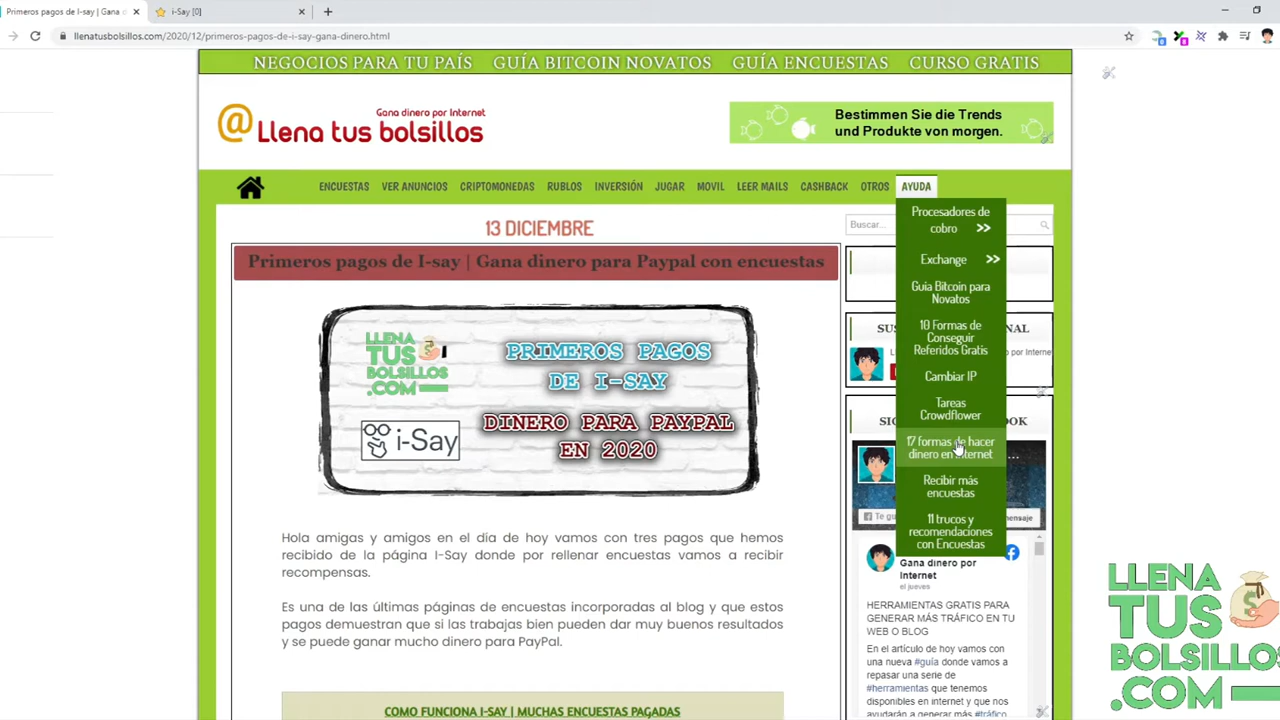 Primeros pagos de I-say | Gana d
i-Say [0]
llenatusbolsillos.com/2020/12/primeros-pagos-de-i-say-gana-dinero.html
NEGOCIOS PARA TU PAÍS GUÍA BITCOIN NOVATOS GUÍA ENCUESTAS CURSO GRATIS
Gana dinero por Internet
@Llena tus bolsillos
Bestimmen Sie die Trends
und Produkte von morgen.
ENCUESTAS VER ANUNCIOS CRIPTOMONEDAS RUBLOS INVERSIÓN JUGAR MOVIL LEER MAILS CASHBACK OTROS AYUDA
Procesadores de
cobro >>
Exchange >>
Guia Bitcoin para
Novatos
10 Formas de
Conseguir
Referidos Gratis
Cambiar IP
Tareas
Crowdflower
17 formas de hacer
dinero en Internet
Recibir más
encuestas
11 trucos y
recomendaciones
con Encuestas
Buscar...
13 DICIEMBRE
Primeros pagos de I-say | Gana dinero para Paypal con encuestas
LLENA
TUS
BOLSILLOS
.COM
PRIMEROS PAGOS
DE I-SAY
i-Say
DINERO PARA PAYPAL
EN 2020
Hola amigas y amigos en el día de hoy vamos con tres pagos que hemos
recibido de la página I-Say donde por rellenar encuestas vamos a recibir
recompensas.
Es una de las últimas páginas de encuestas incorporadas al blog y que estos
pagos demuestran que si las trabajas bien pueden dar muy buenos resultados
y se puede ganar mucho dinero para PayPal.
COMO FUNCIONA I-SAY | MUCHAS ENCUESTAS PAGADAS
Gana dinero por
Internet
el jueves
HERRAMIENTAS GRATIS PARA
GENERAR MÁS TRÁFICO EN TU
WEB O BLOG
En el artículo de hoy vamos con
una nueva #guía donde vamos a
repasar una serie de
#herramientas que tenemos
disponibles en internet y que nos
ayudarán a generar más #tráfico
LLENA
TUS
BOLSILLOS
.COM